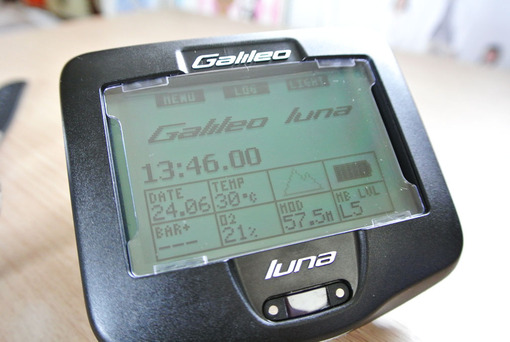 Galileo
MENU LOG LIGHT
Galileo luna
13:46.00
DATE TEMP
24.06 30°C
BAR+ O2 MOD MB LVL
--- 21% 57.5m L5
luna